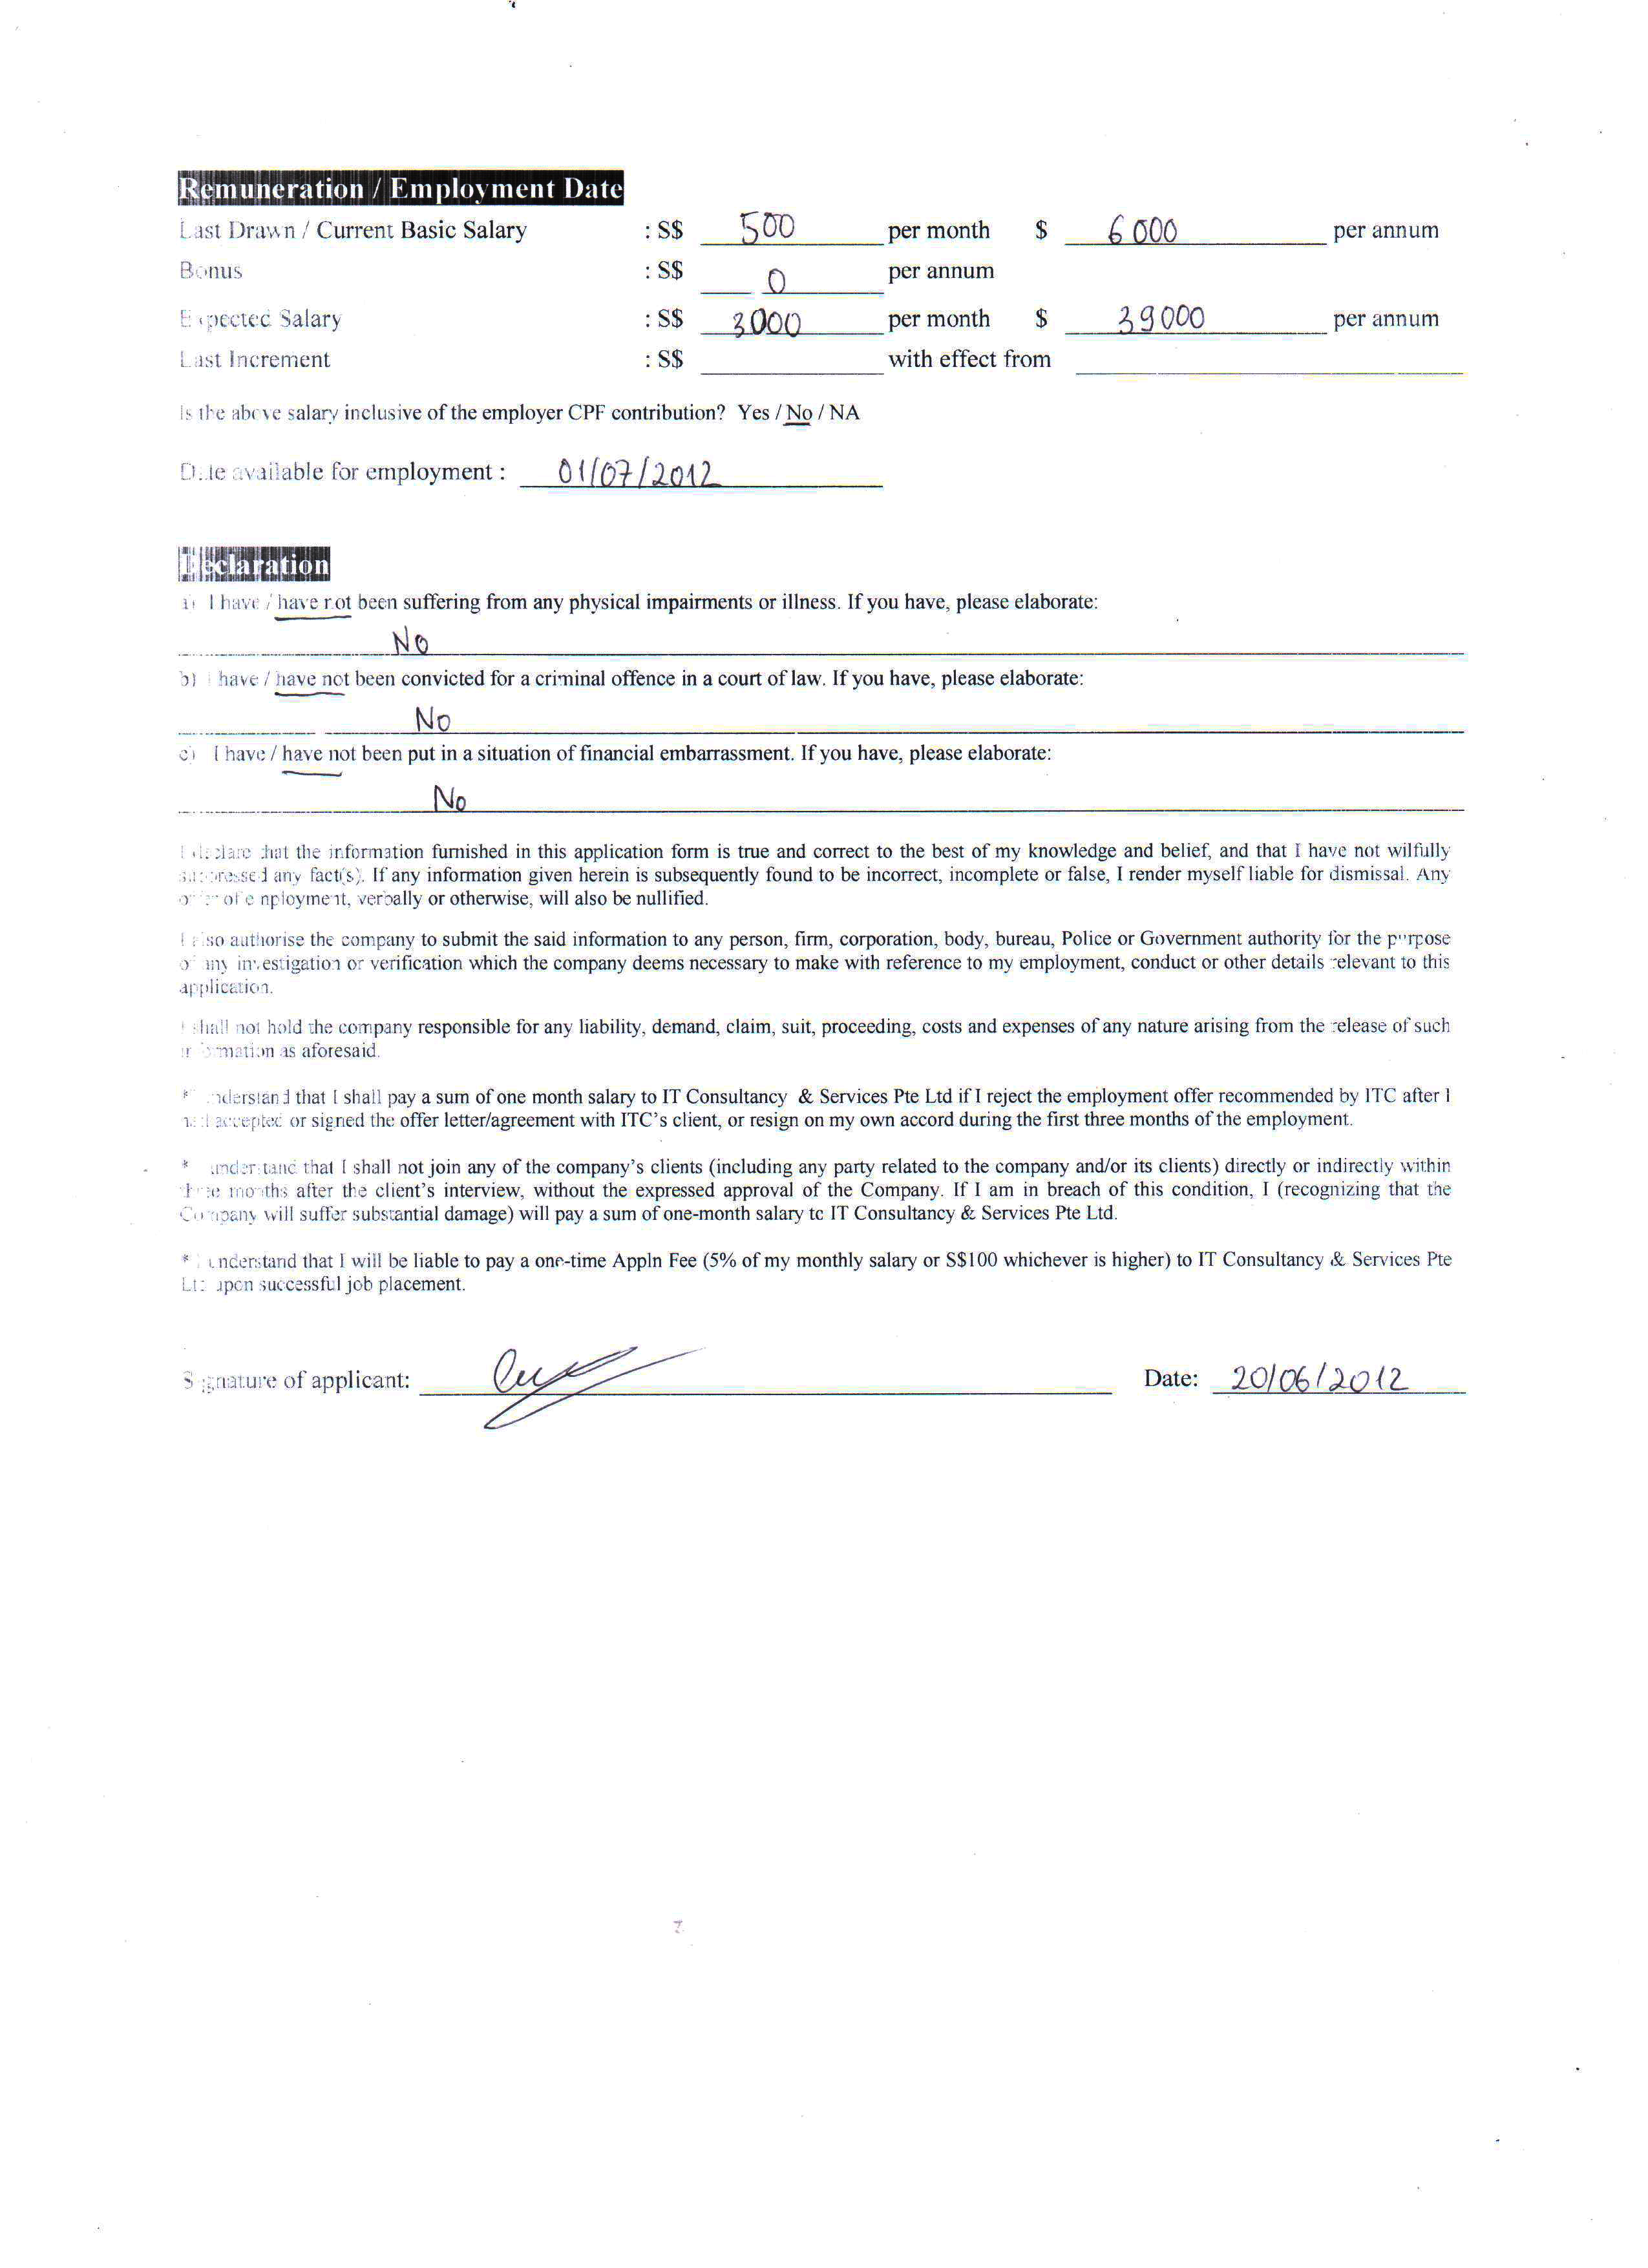 Remuneration / Employment Date
Last Drawn / Current Basic Salary : S$ 500 per month $ 6000 per annum
Bonus : S$ 0 per annum
Expected Salary : S$ 3000 per month $ 39000 per annum
Last Increment : S$ with effect from
Is the above salary inclusive of the employer CPF contribution? Yes / No / NA
Date available for employment : 01/07/2012
Declaration
a) I have / have not been suffering from any physical impairments or illness. If you have, please elaborate:
No
b) I have / have not been convicted for a criminal offence in a court of law. If you have, please elaborate:
No
c) I have / have not been put in a situation of financial embarrassment. If you have, please elaborate:
No
I declare that the information furnished in this application form is true and correct to the best of my knowledge and belief, and that I have not wilfully
suppressed any fact(s). If any information given herein is subsequently found to be incorrect, incomplete or false, I render myself liable for dismissal. Any
offer of employment, verbally or otherwise, will also be nullified.
I also authorise the company to submit the said information to any person, firm, corporation, body, bureau, Police or Government authority for the purpose
of any investigation or verification which the company deems necessary to make with reference to my employment, conduct or other details relevant to this
application.
I shall not hold the company responsible for any liability, demand, claim, suit, proceeding, costs and expenses of any nature arising from the release of such
information as aforesaid.
* I understand that I shall pay a sum of one month salary to IT Consultancy & Services Pte Ltd if I reject the employment offer recommended by ITC after I
had accepted or signed the offer letter/agreement with ITC's client, or resign on my own accord during the first three months of the employment.
* I understand that I shall not join any of the company's clients (including any party related to the company and/or its clients) directly or indirectly within
three months after the client's interview, without the expressed approval of the Company. If I am in breach of this condition, I (recognizing that the
Company will suffer substantial damage) will pay a sum of one-month salary to IT Consultancy & Services Pte Ltd.
* I understand that I will be liable to pay a one-time Appln Fee (5% of my monthly salary or S$100 whichever is higher) to IT Consultancy & Services Pte
Ltd upon successful job placement.
Signature of applicant: Date: 20/06/2012